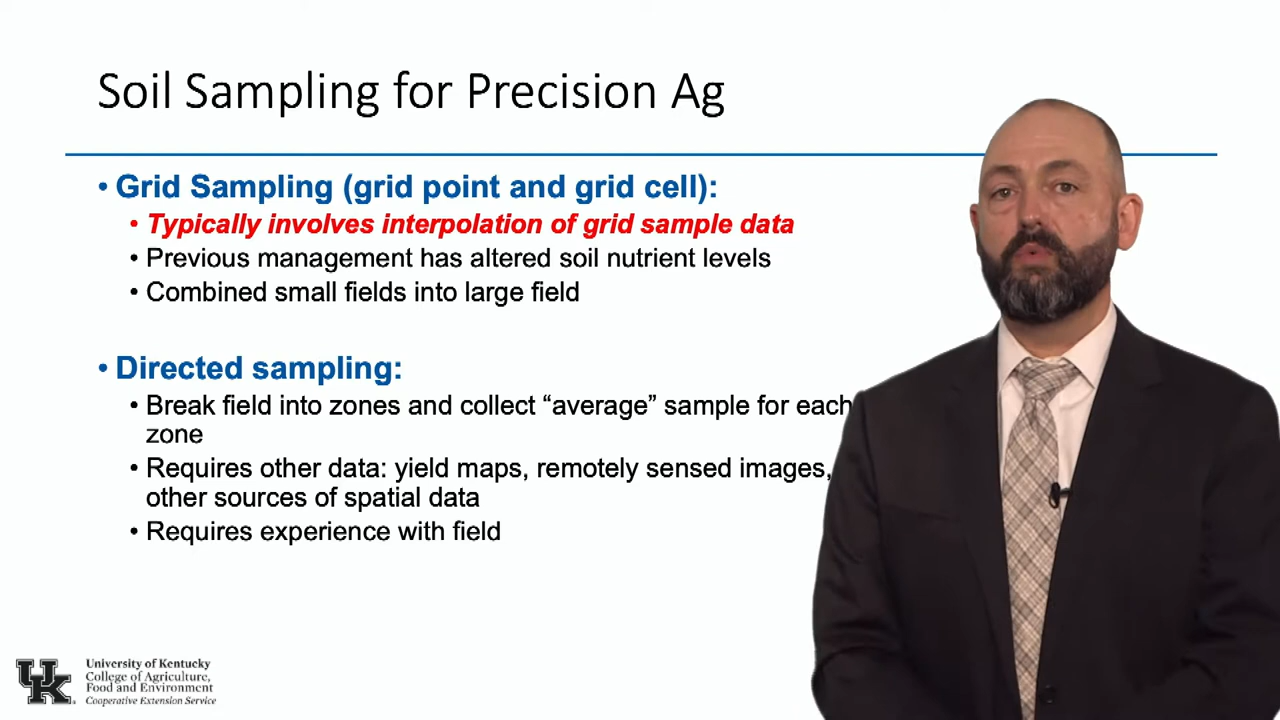 Soil Sampling for Precision Ag
• Grid Sampling (grid point and grid cell):
• Typically involves interpolation of grid sample data
• Previous management has altered soil nutrient levels
• Combined small fields into large field
• Directed sampling:
• Break field into zones and collect “average” sample for each
zone
• Requires other data: yield maps, remotely sensed images,
other sources of spatial data
• Requires experience with field
UK
University of Kentucky
College of Agriculture,
Food and Environment
Cooperative Extension Service